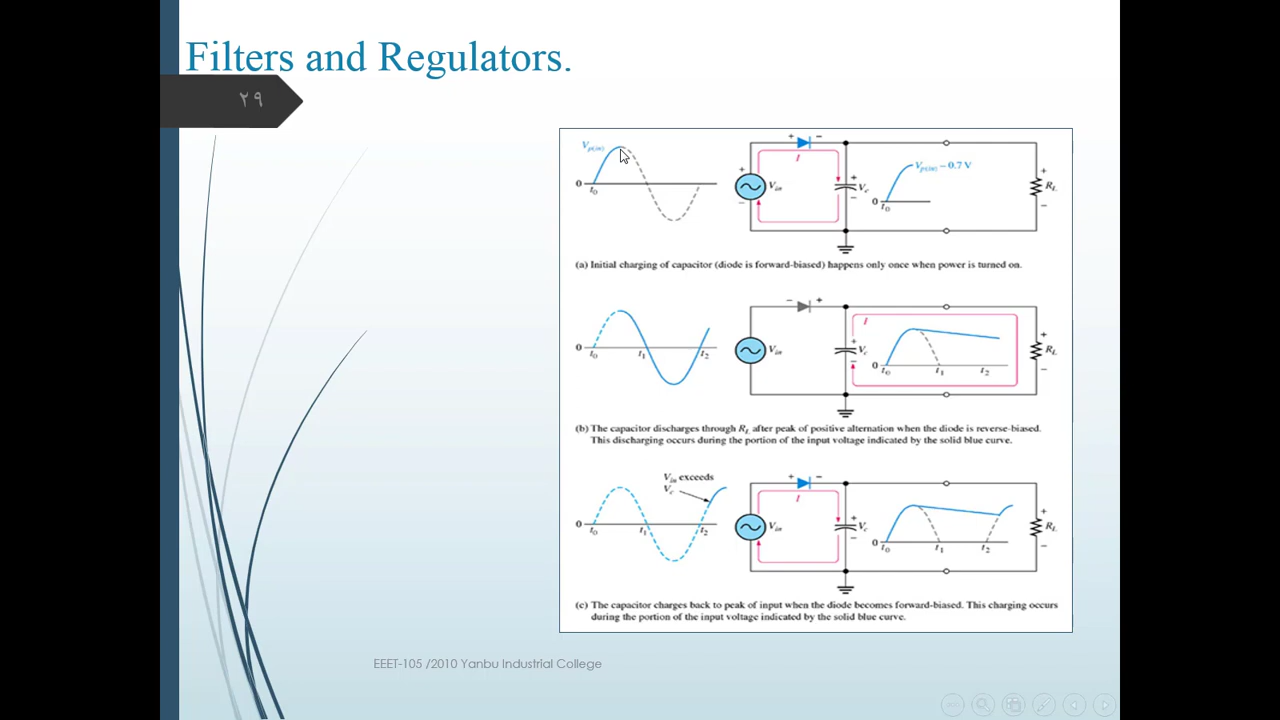 Filters and Regulators.
٢٩
Vp(in)
0
t0
+ −
I
+
−
Vin
+
Vc
−
Vp(in) − 0.7 V
0
t0
+
RL
−
(a) Initial charging of capacitor (diode is forward-biased) happens only once when power is turned on.
0
t0
t1
t2
− +
Vin
+
Vc
−
I
0
t0
t1
t2
+
RL
−
(b) The capacitor discharges through RL after peak of positive alternation when the diode is reverse-biased.
This discharging occurs during the portion of the input voltage indicated by the solid blue curve.
Vin exceeds
Vc
0
t0
t1
t2
+ −
I
Vin
+
Vc
−
0
t0
t1
t2
+
RL
−
(c) The capacitor charges back to peak of input when the diode becomes forward-biased. This charging occurs
during the portion of the input voltage indicated by the solid blue curve.
EEET-105 /2010 Yanbu Industrial College